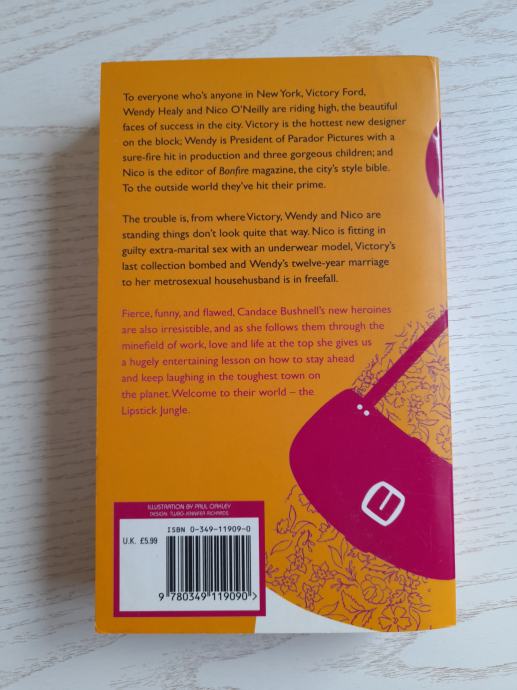 To everyone who's anyone in New York, Victory Ford,
Wendy Healy and Nico O'Neilly are riding high, the beautiful
faces of success in the city. Victory is the hottest new designer
on the block; Wendy is President of Parador Pictures with a
sure-fire hit in production and three gorgeous children; and
Nico is the editor of Bonfire magazine, the city's style bible.
To the outside world they've hit their prime.
The trouble is, from where Victory, Wendy and Nico are
standing things don't look quite that way. Nico is fitting in
guilty extra-marital sex with an underwear model, Victory's
last collection bombed and Wendy's twelve-year marriage
to her metrosexual househusband is in freefall.
Fierce, funny, and flawed, Candace Bushnell's new heroines
are also irresistible, and as she follows them through the
minefield of work, love and life at the top she gives us
a hugely entertaining lesson on how to stay ahead
and keep laughing in the toughest town on
the planet. Welcome to their world – the
Lipstick Jungle.
ILLUSTRATION BY PAUL OAKLEY
DESIGN: TWBG-JENNIFER RICHARDS
ISBN 0-349-11909-0
U.K. £5.99
9 780349 119090 >